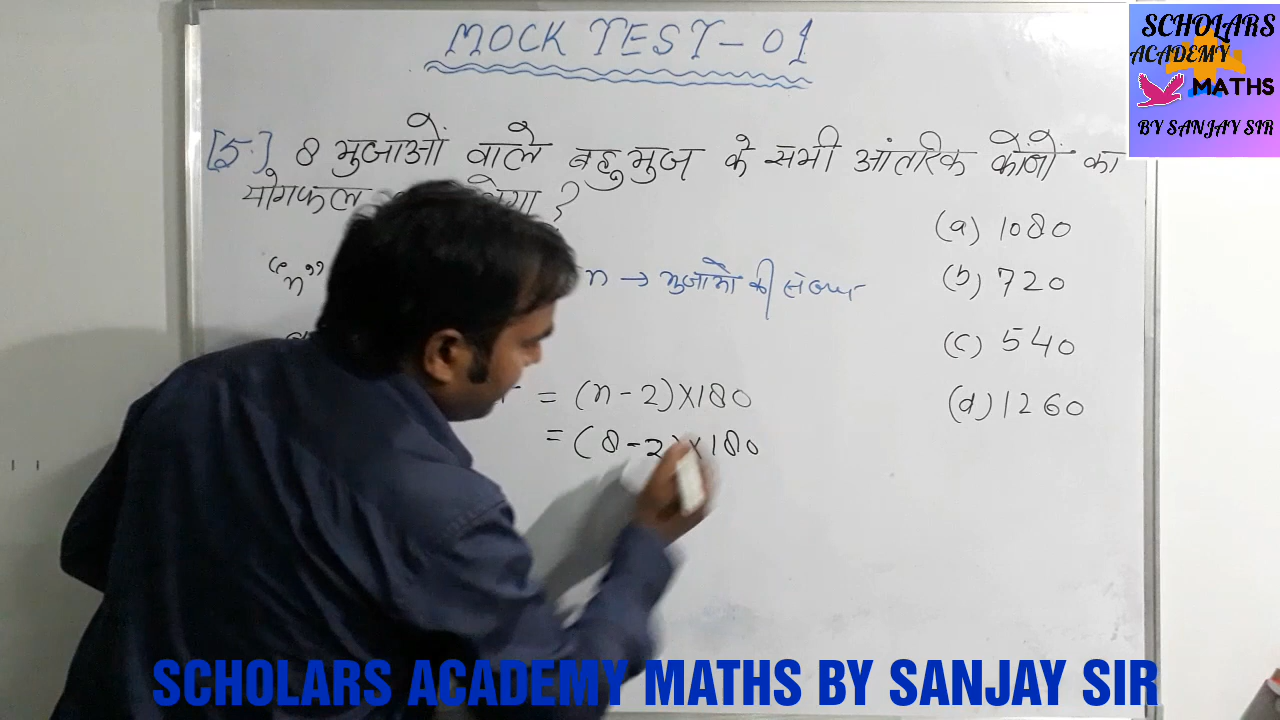 MOCK TEST-01
[5.] 8 भुजाओं वाले बहुभुज के सभी आंतरिक कोंणों का
योगफल ?
(a) 1080
"n" n → भुजाओं की संख्या
(b) 720
(c) 540
= (n-2)×180
(d) 1260
= (8-2)×180
SCHOLARS
ACADEMY
MATHS
BY SANJAY SIR
SCHOLARS ACADEMY MATHS BY SANJAY SIR